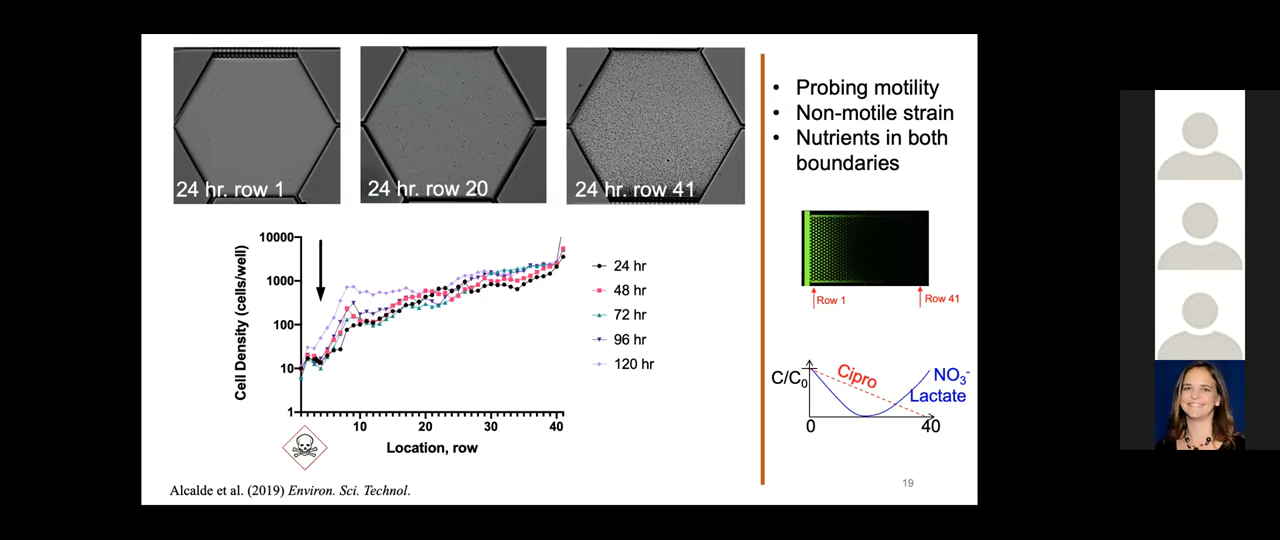 24 hr. row 1
24 hr. row 20
24 hr. row 41
• Probing motility
• Non-motile strain
• Nutrients in both
boundaries
Cell Density (cells/well)
10000
1000
100
10
1
10
20
30
40
Location, row
24 hr
48 hr
72 hr
96 hr
120 hr
Row 1
Row 41
C/C0
Cipro
NO3-
Lactate
0
40
Alcalde et al. (2019) Environ. Sci. Technol.
19